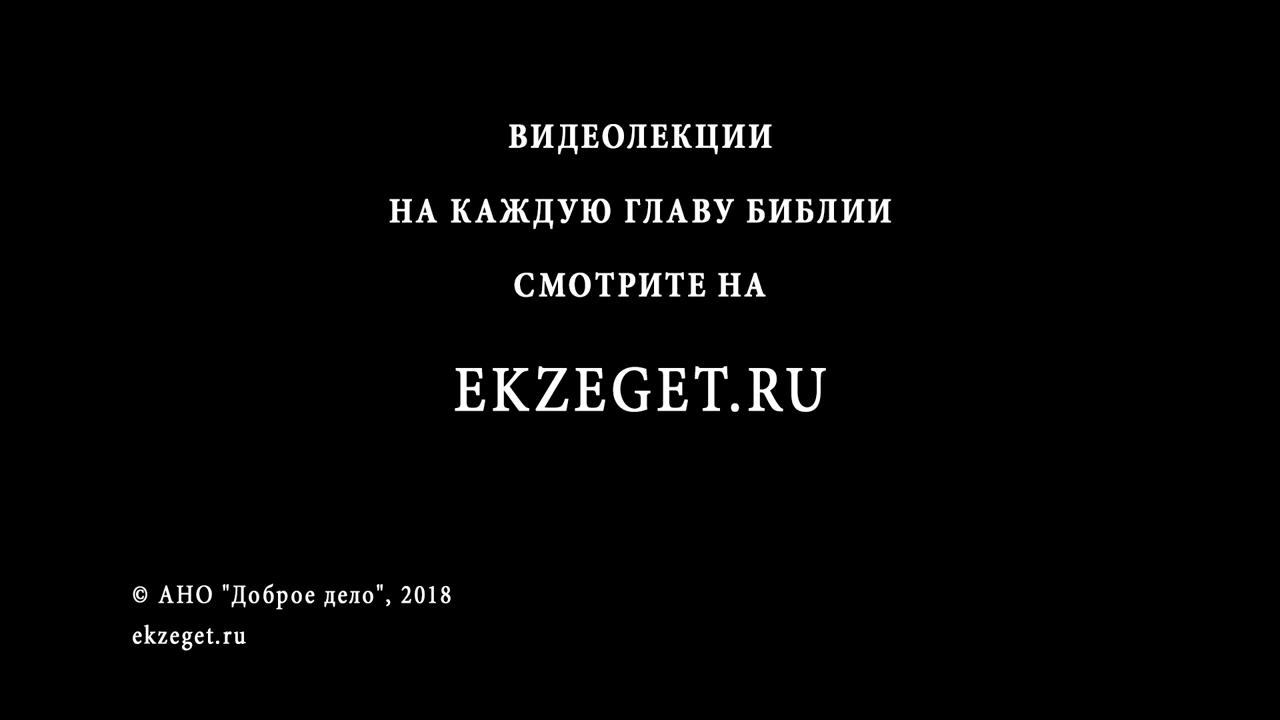 ВИДЕОЛЕКЦИИ
НА КАЖДУЮ ГЛАВУ БИБЛИИ
СМОТРИТЕ НА
EKZEGET.RU
© АНО "Доброе дело", 2018
ekzeget.ru